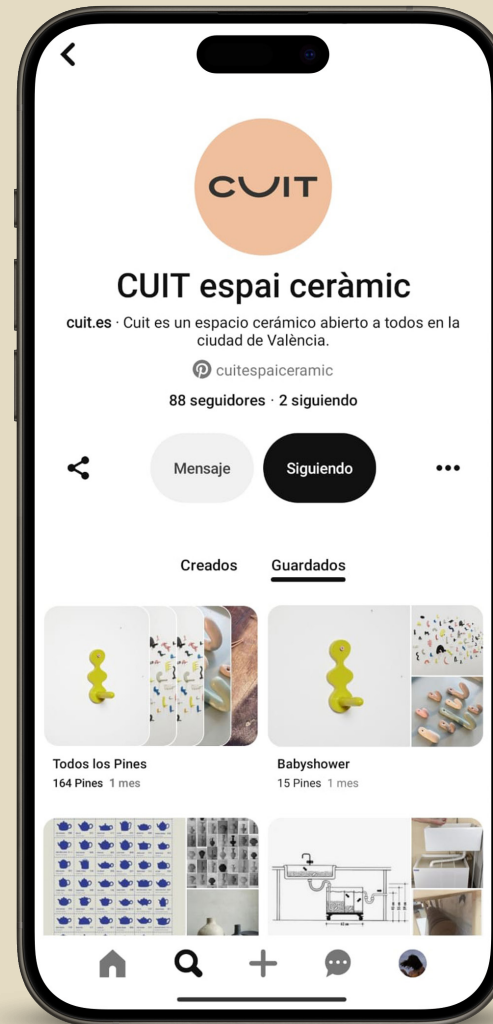 CUIT
CUIT espai ceràmic
cuit.es · Cuit es un espacio cerámico abierto a todos en la
ciudad de València.
cuitespaiceramic
88 seguidores · 2 siguiendo
Mensaje
Siguiendo
Creados
Guardados
Todos los Pines
164 Pines 1 mes
Babyshower
15 Pines 1 mes